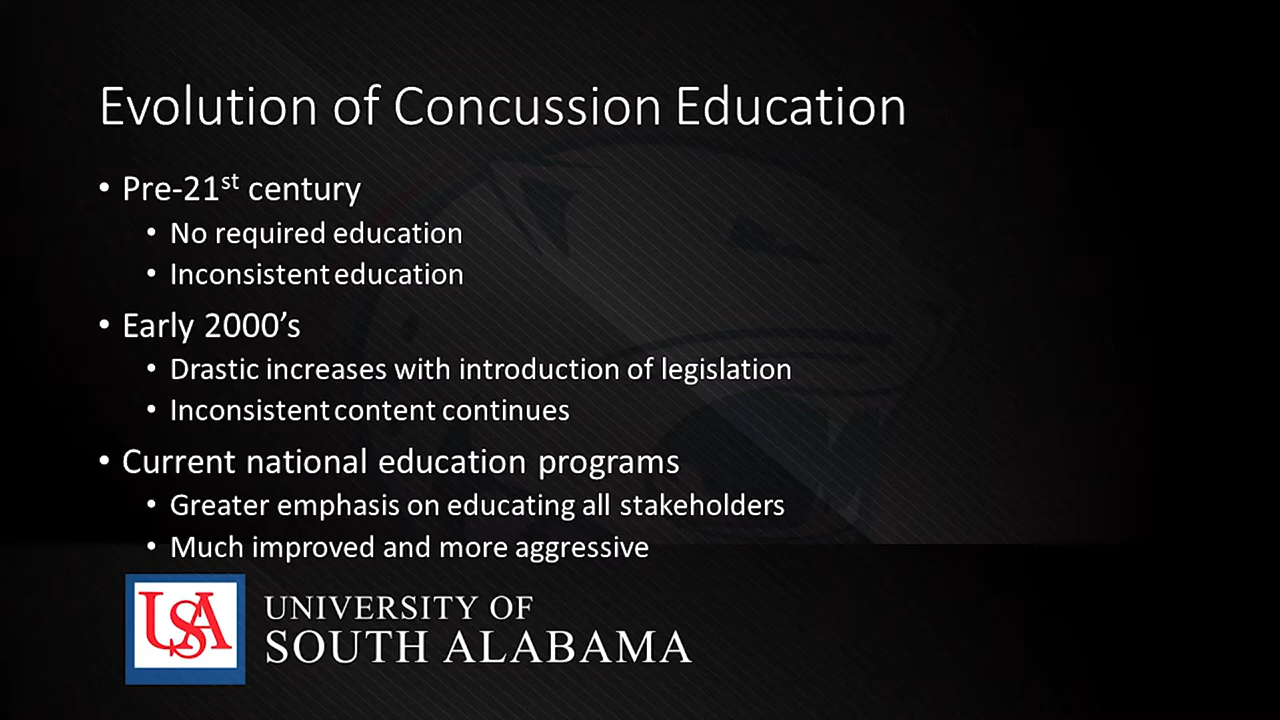 Evolution of Concussion Education
• Pre-21st century
• No required education
• Inconsistent education
• Early 2000's
• Drastic increases with introduction of legislation
• Inconsistent content continues
• Current national education programs
• Greater emphasis on educating all stakeholders
• Much improved and more aggressive
USA
UNIVERSITY OF
SOUTH ALABAMA